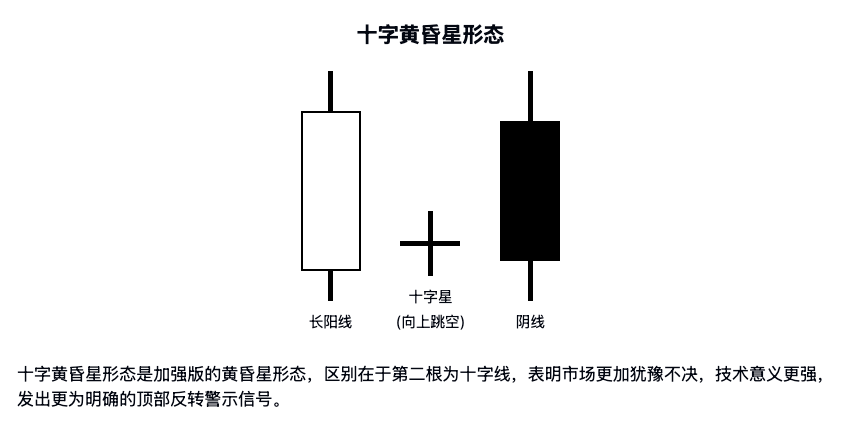 十字黄昏星形态
十字星
(向上跳空)
长阳线
阴线
十字黄昏星形态是加强版的黄昏星形态，区别在于第二根为十字线，表明市场更加犹豫不决，技术意义更强，
发出更为明确的顶部反转警示信号。